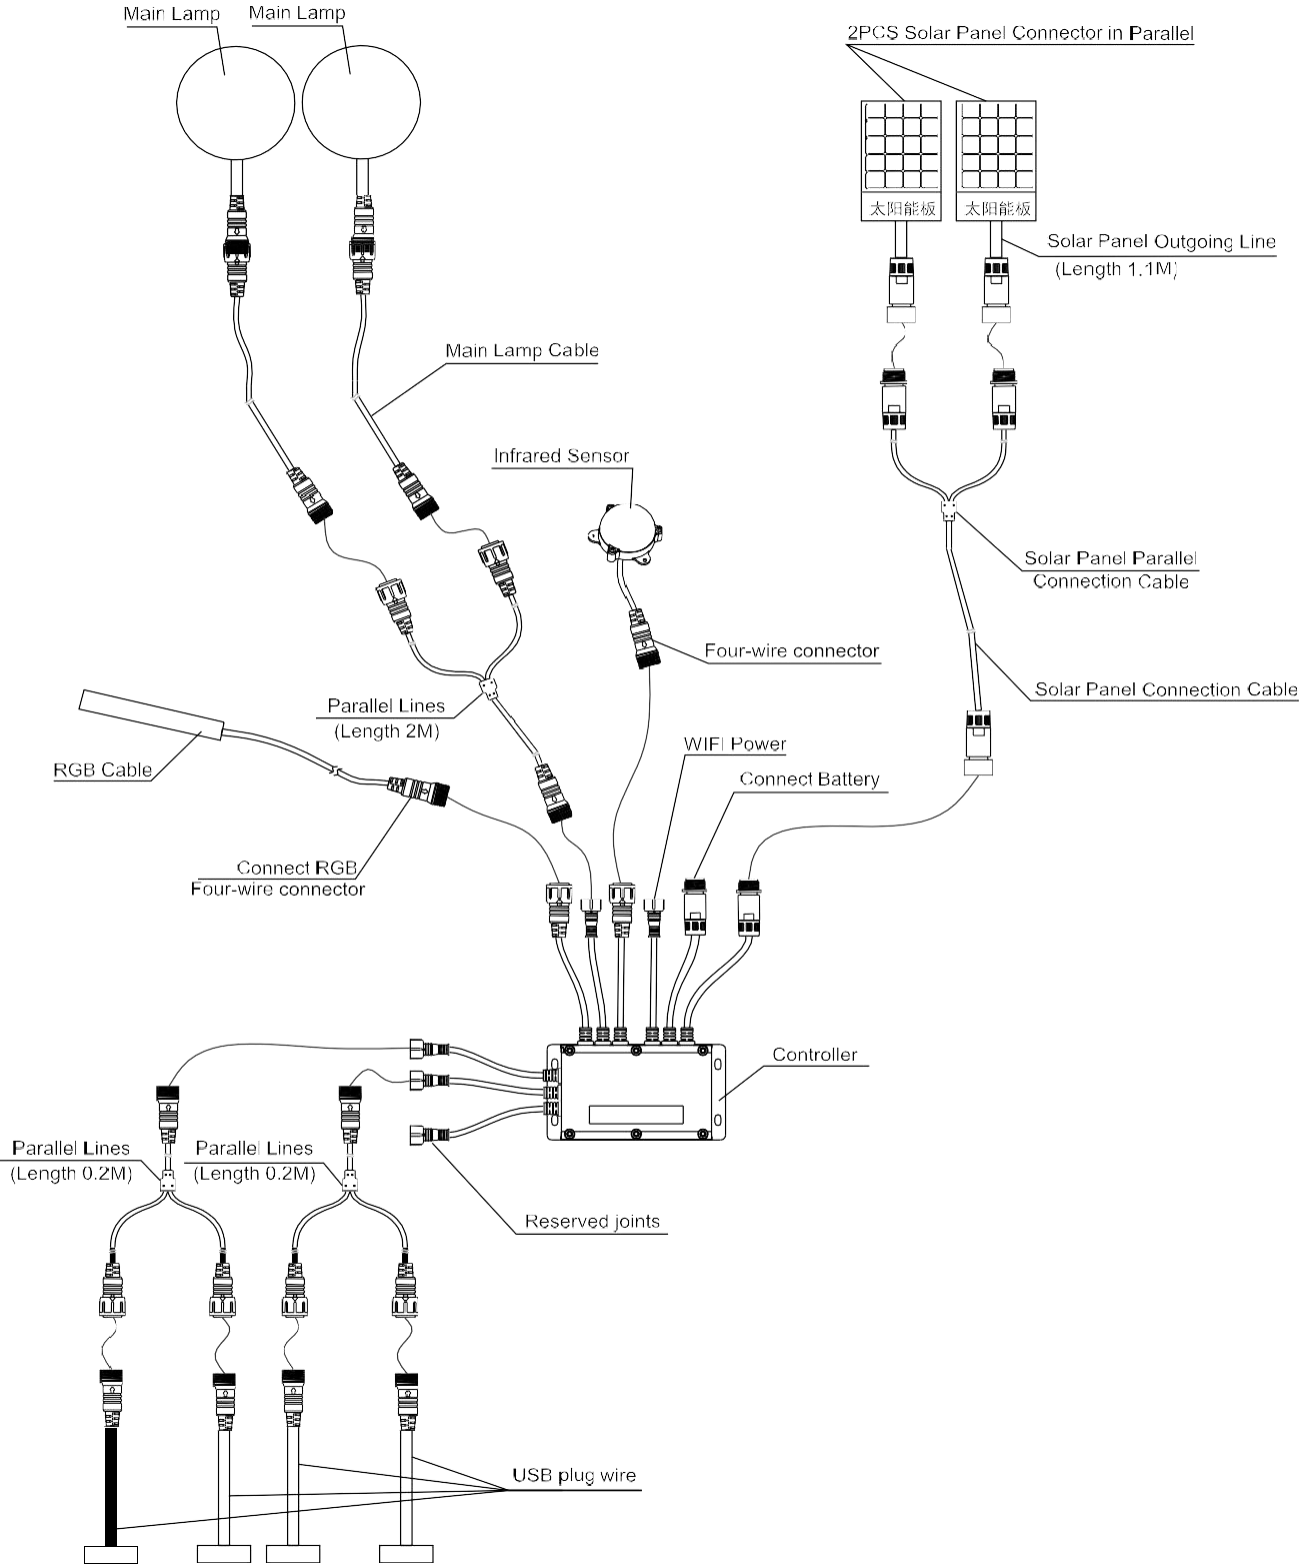 Main Lamp
Main Lamp
2PCS Solar Panel Connector in Parallel
太阳能板
太阳能板
Solar Panel Outgoing Line
(Length 1.1M)
Main Lamp Cable
Infrared Sensor
Solar Panel Parallel
Connection Cable
Four-wire connector
Solar Panel Connection Cable
Parallel Lines
(Length 2M)
WIFI Power
RGB Cable
Connect Battery
Connect RGB
Four-wire connector
Controller
Parallel Lines
(Length 0.2M)
Parallel Lines
(Length 0.2M)
Reserved joints
USB plug wire